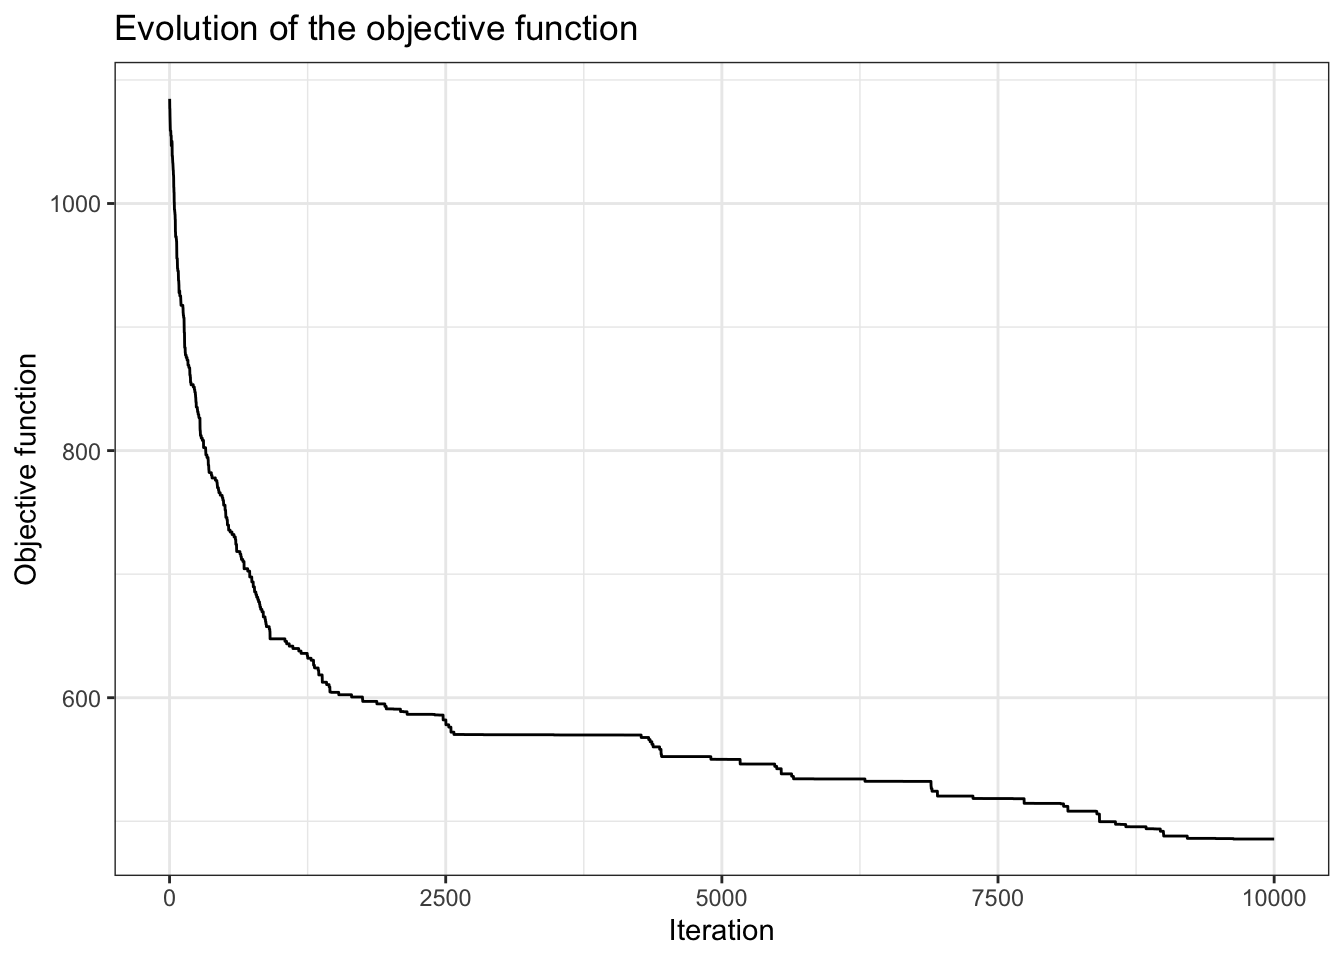 Evolution of the objective function
1000
800
600
Objective function
0 2500 5000 7500 10000
Iteration